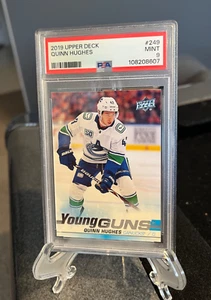 2019 UPPER DECK #249
QUINN HUGHES MINT
9
PSA 108208607
Young GUNS
QUINN HUGHES